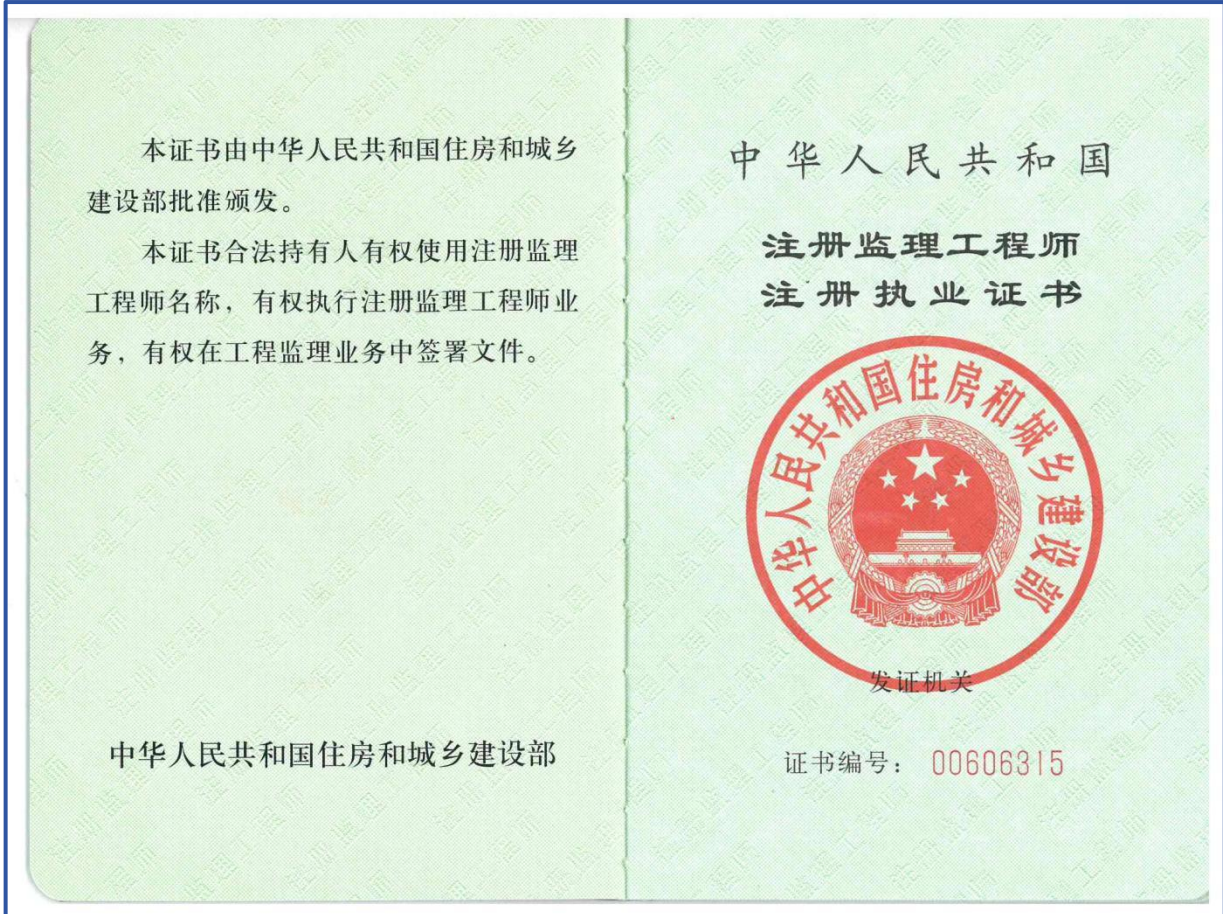 本证书由中华人民共和国住房和城乡
建设部批准颁发。
本证书合法持有人有权使用注册监理
工程师名称，有权执行注册监理工程师业
务，有权在工程监理业务中签署文件。
中华人民共和国住房和城乡建设部
中华人民共和国
注册监理工程师
注册执业证书
中华人民共和国住房和城乡建设部
发证机关
证书编号： 00606315